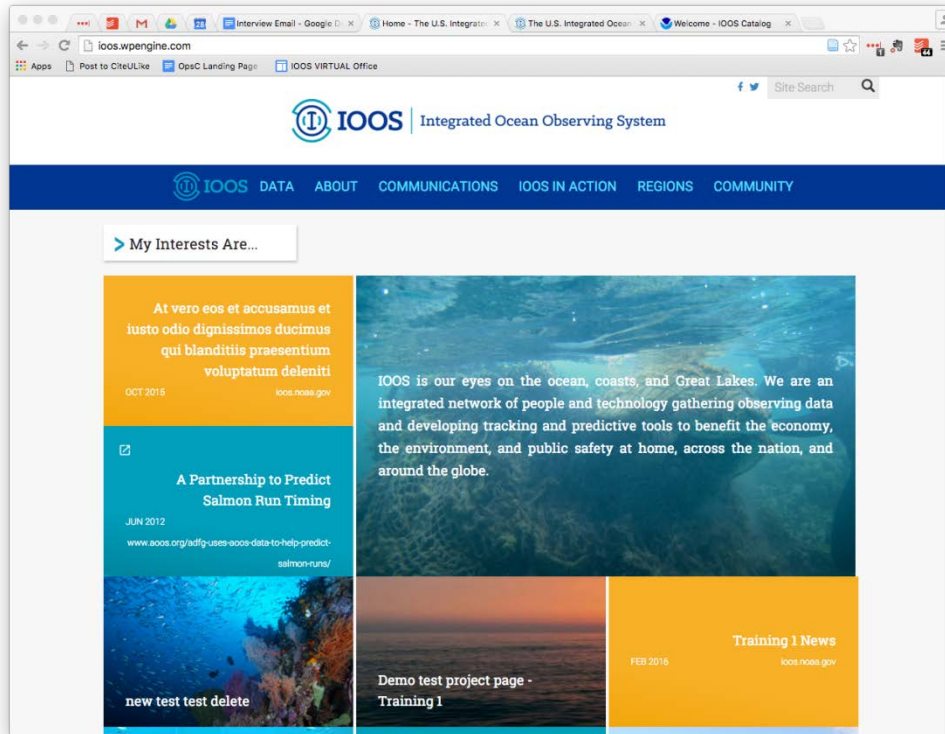 Interview Email - Google D
Home - The U.S. Integrate
The U.S. Integrated Ocean
Welcome - IOOS Catalog
ioos.wpengine.com
Apps
Post to CiteULike
OpsC Landing Page
IOOS VIRTUAL Office
Site Search
IOOS
Integrated Ocean Observing System
IOOS DATA ABOUT COMMUNICATIONS IOOS IN ACTION REGIONS COMMUNITY
My Interests Are...
At vero eos et accusamus et
iusto odio dignissimos ducimus
qui blanditiis praesentium
voluptatum deleniti
OCT 2015 ioos.noaa.gov
IOOS is our eyes on the ocean, coasts, and Great Lakes. We are an
integrated network of people and technology gathering observing data
and developing tracking and predictive tools to benefit the economy,
the environment, and public safety at home, across the nation, and
around the globe.
A Partnership to Predict
Salmon Run Timing
JUN 2012
www.aoos.org/adfg-uses-aoos-data-to-help-predict-
salmon-runs/
new test test delete
Demo test project page -
Training 1
Training 1 News
FEB 2016 ioos.noaa.gov